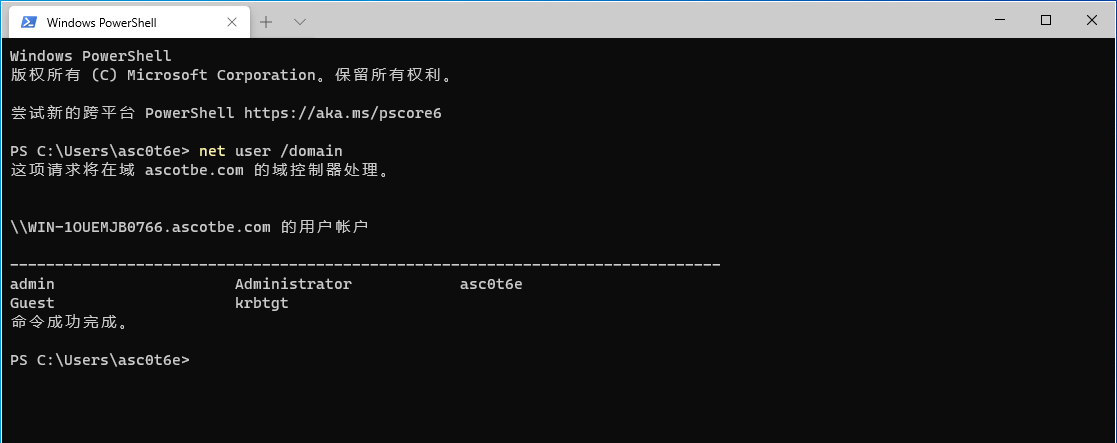 Windows PowerShell
Windows PowerShell
版权所有 (C) Microsoft Corporation。保留所有权利。
尝试新的跨平台 PowerShell https://aka.ms/pscore6
PS C:\Users\asc0t6e> net user /domain
这项请求将在域 ascotbe.com 的域控制器处理。
\\WIN-1OUEMJB0766.ascotbe.com 的用户帐户
-------------------------------------------------------------------------------
admin                    Administrator            asc0t6e
Guest                    krbtgt
命令成功完成。
PS C:\Users\asc0t6e>